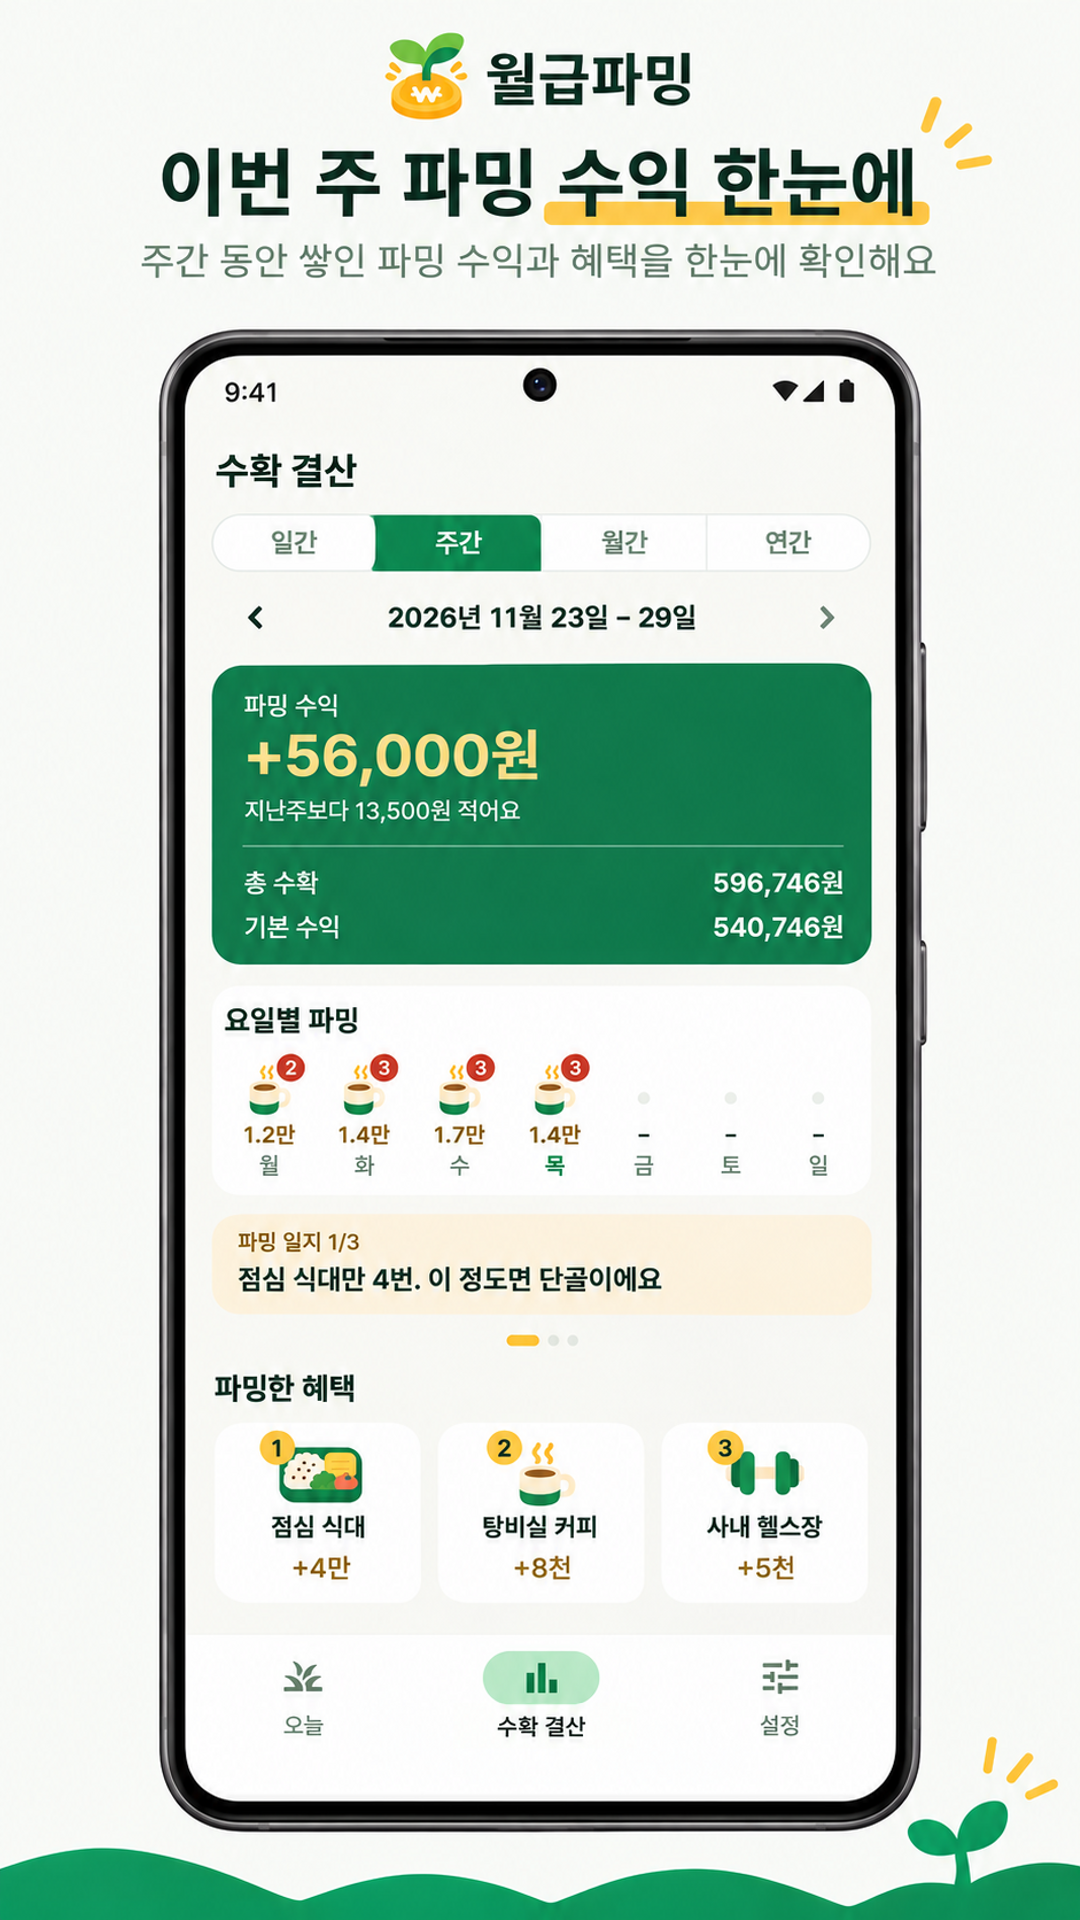 월급파밍
이번 주 파밍 수익 한눈에
주간 동안 쌓인 파밍 수익과 혜택을 한눈에 확인해요
9:41
수확 결산
일간 주간 월간 연간
2026년 11월 23일 – 29일
파밍 수익
+56,000원
지난주보다 13,500원 적어요
총 수확 596,746원
기본 수익 540,746원
요일별 파밍
2 3 3 3
1.2만 1.4만 1.7만 1.4만 – – –
월 화 수 목 금 토 일
파밍 일지 1/3
점심 식대만 4번. 이 정도면 단골이에요
파밍한 혜택
1 2 3
점심 식대 탕비실 커피 사내 헬스장
+4만 +8천 +5천
오늘 수확 결산 설정